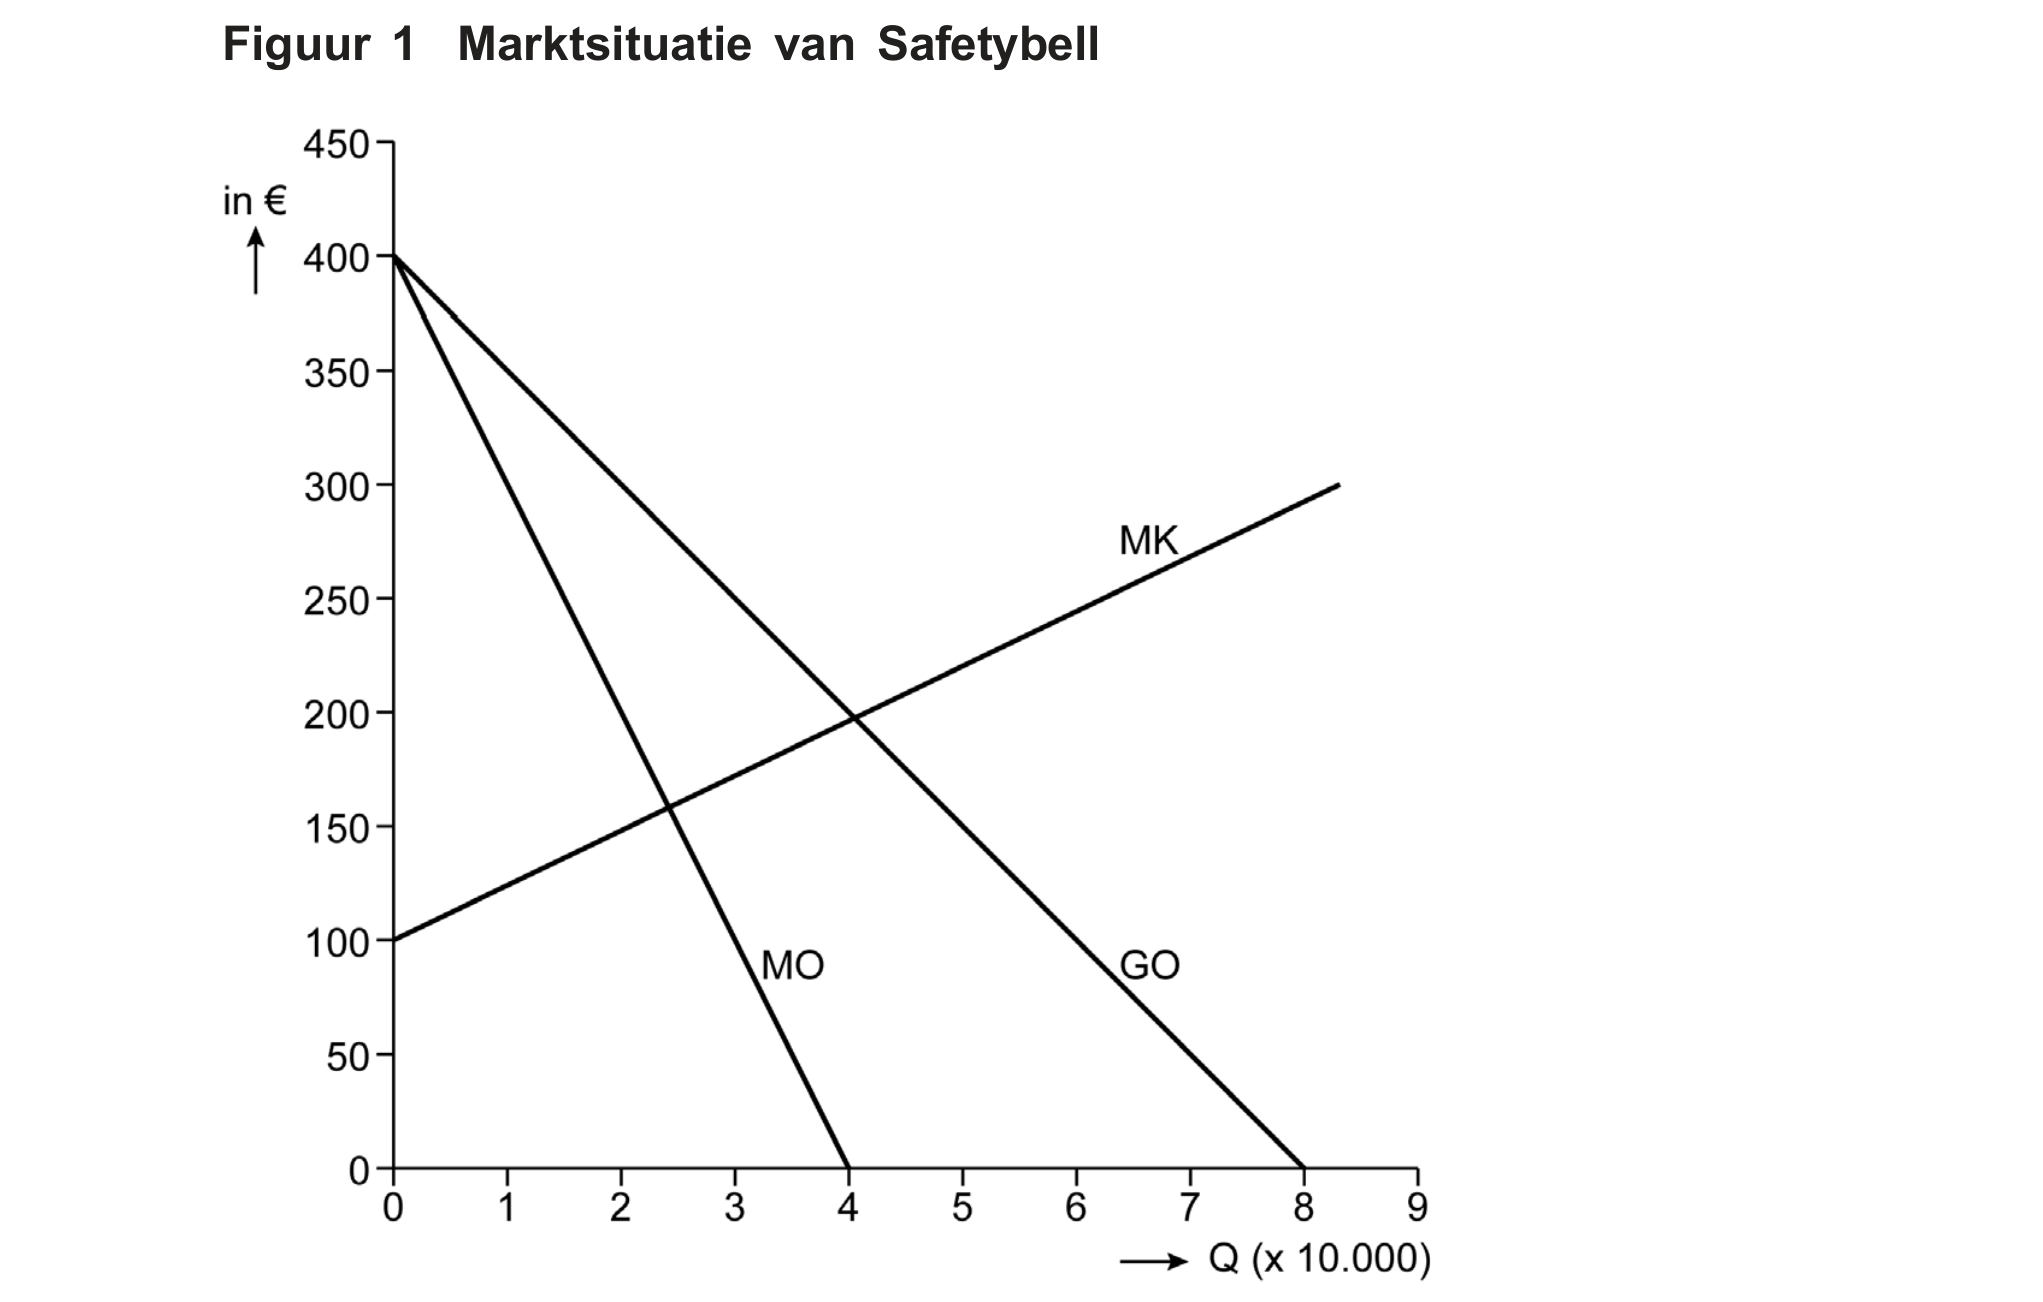 Figuur 1 Marktsituatie van Safetybell
450
in €
400
350
300
MK
250
200
150
100
MO
GO
50
0
0 1 2 3 4 5 6 7 8 9
Q (x 10.000)